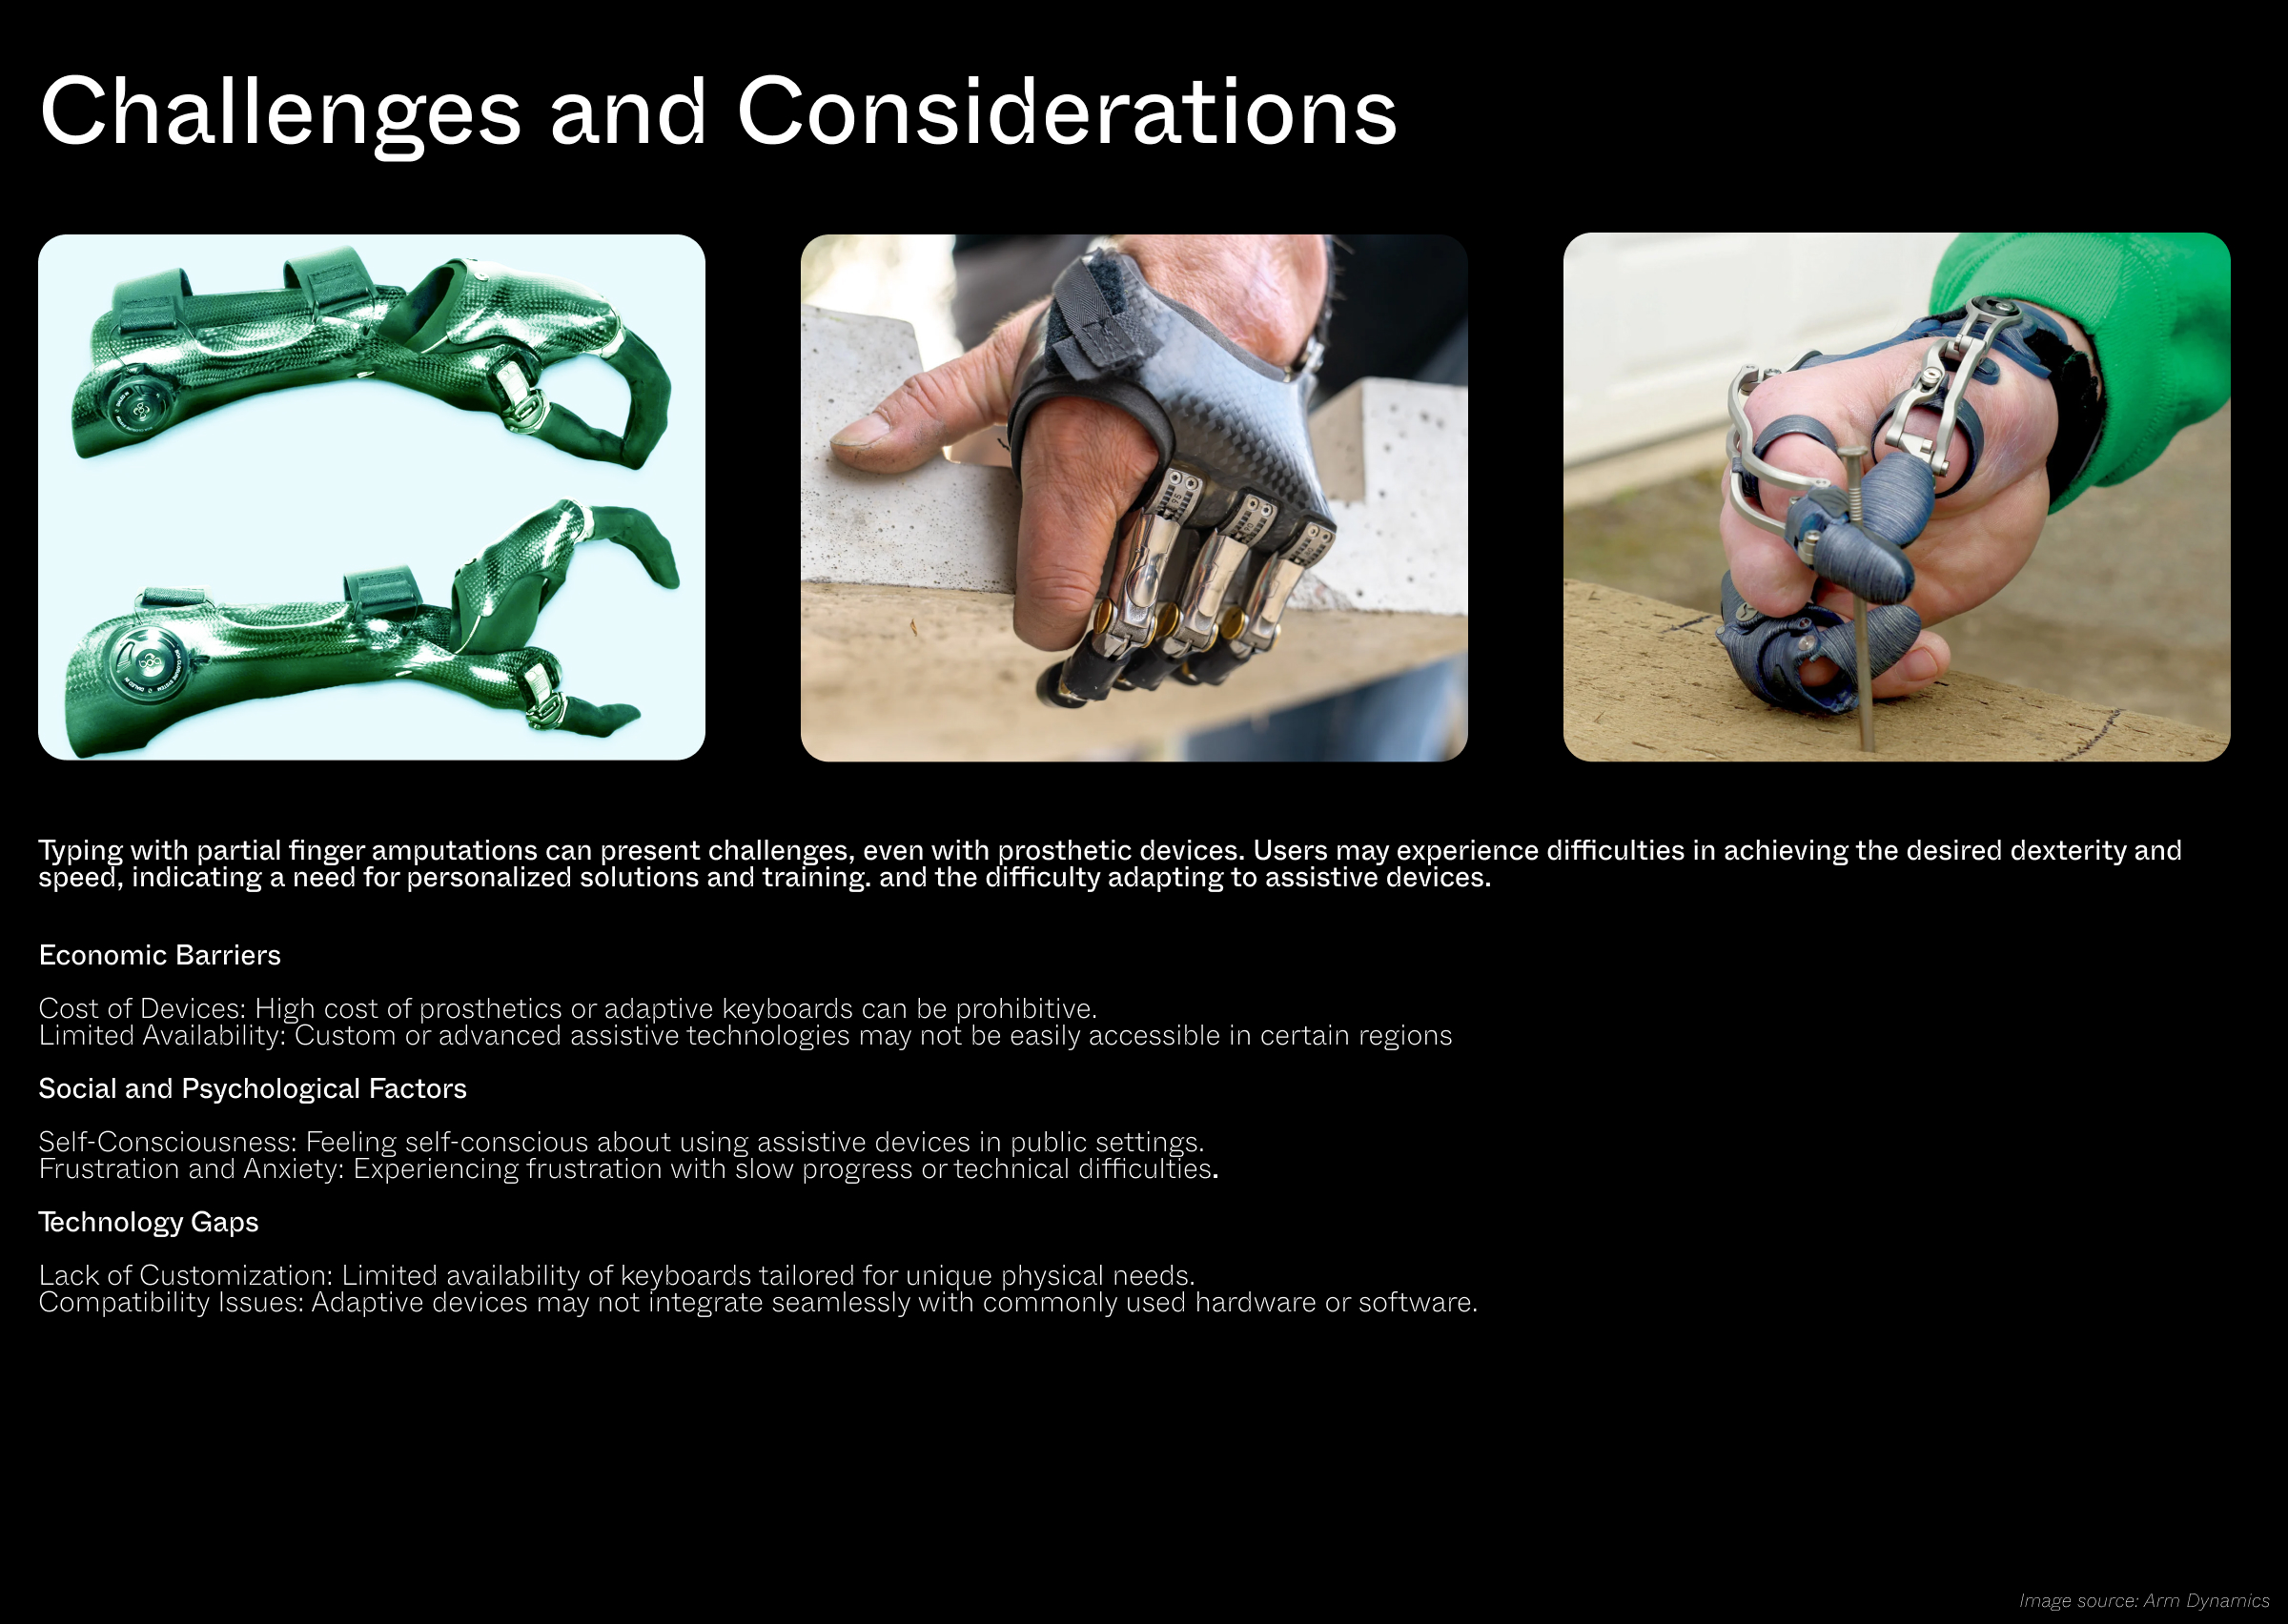 Challenges and Considerations
Typing with partial finger amputations can present challenges, even with prosthetic devices. Users may experience difficulties in achieving the desired dexterity and
speed, indicating a need for personalized solutions and training. and the difficulty adapting to assistive devices.
Economic Barriers
Cost of Devices: High cost of prosthetics or adaptive keyboards can be prohibitive.
Limited Availability: Custom or advanced assistive technologies may not be easily accessible in certain regions
Social and Psychological Factors
Self-Consciousness: Feeling self-conscious about using assistive devices in public settings.
Frustration and Anxiety: Experiencing frustration with slow progress or technical difficulties.
Technology Gaps
Lack of Customization: Limited availability of keyboards tailored for unique physical needs.
Compatibility Issues: Adaptive devices may not integrate seamlessly with commonly used hardware or software.
Image source: Arm Dynamics